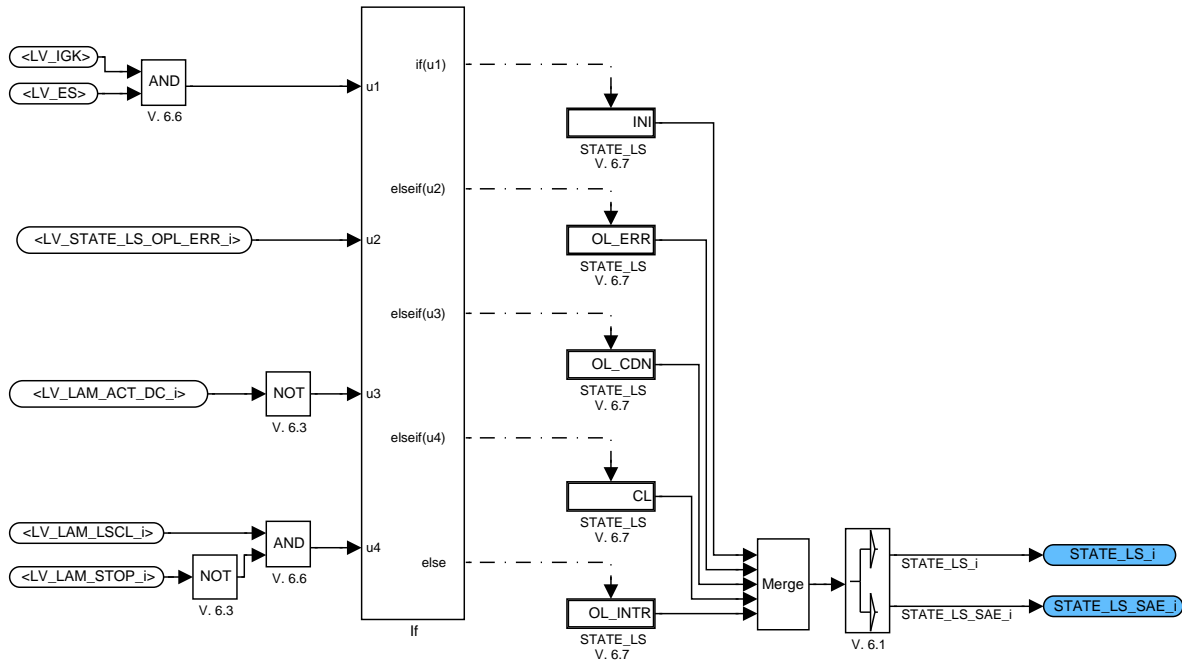 <LV_IGK>
<LV_ES>
AND
V. 6.6
u1
if(u1)
INI
STATE_LS
V. 6.7
<LV_STATE_LS_OPL_ERR_i>
u2
elseif(u2)
OL_ERR
STATE_LS
V. 6.7
<LV_LAM_ACT_DC_i>
NOT
V. 6.3
u3
elseif(u3)
OL_CDN
STATE_LS
V. 6.7
<LV_LAM_LSCL_i>
<LV_LAM_STOP_i>
NOT
V. 6.3
AND
V. 6.6
u4
elseif(u4)
CL
STATE_LS
V. 6.7
else
OL_INTR
STATE_LS
V. 6.7
If
Merge
V. 6.1
STATE_LS_i
STATE_LS_i
STATE_LS_SAE_i
STATE_LS_SAE_i